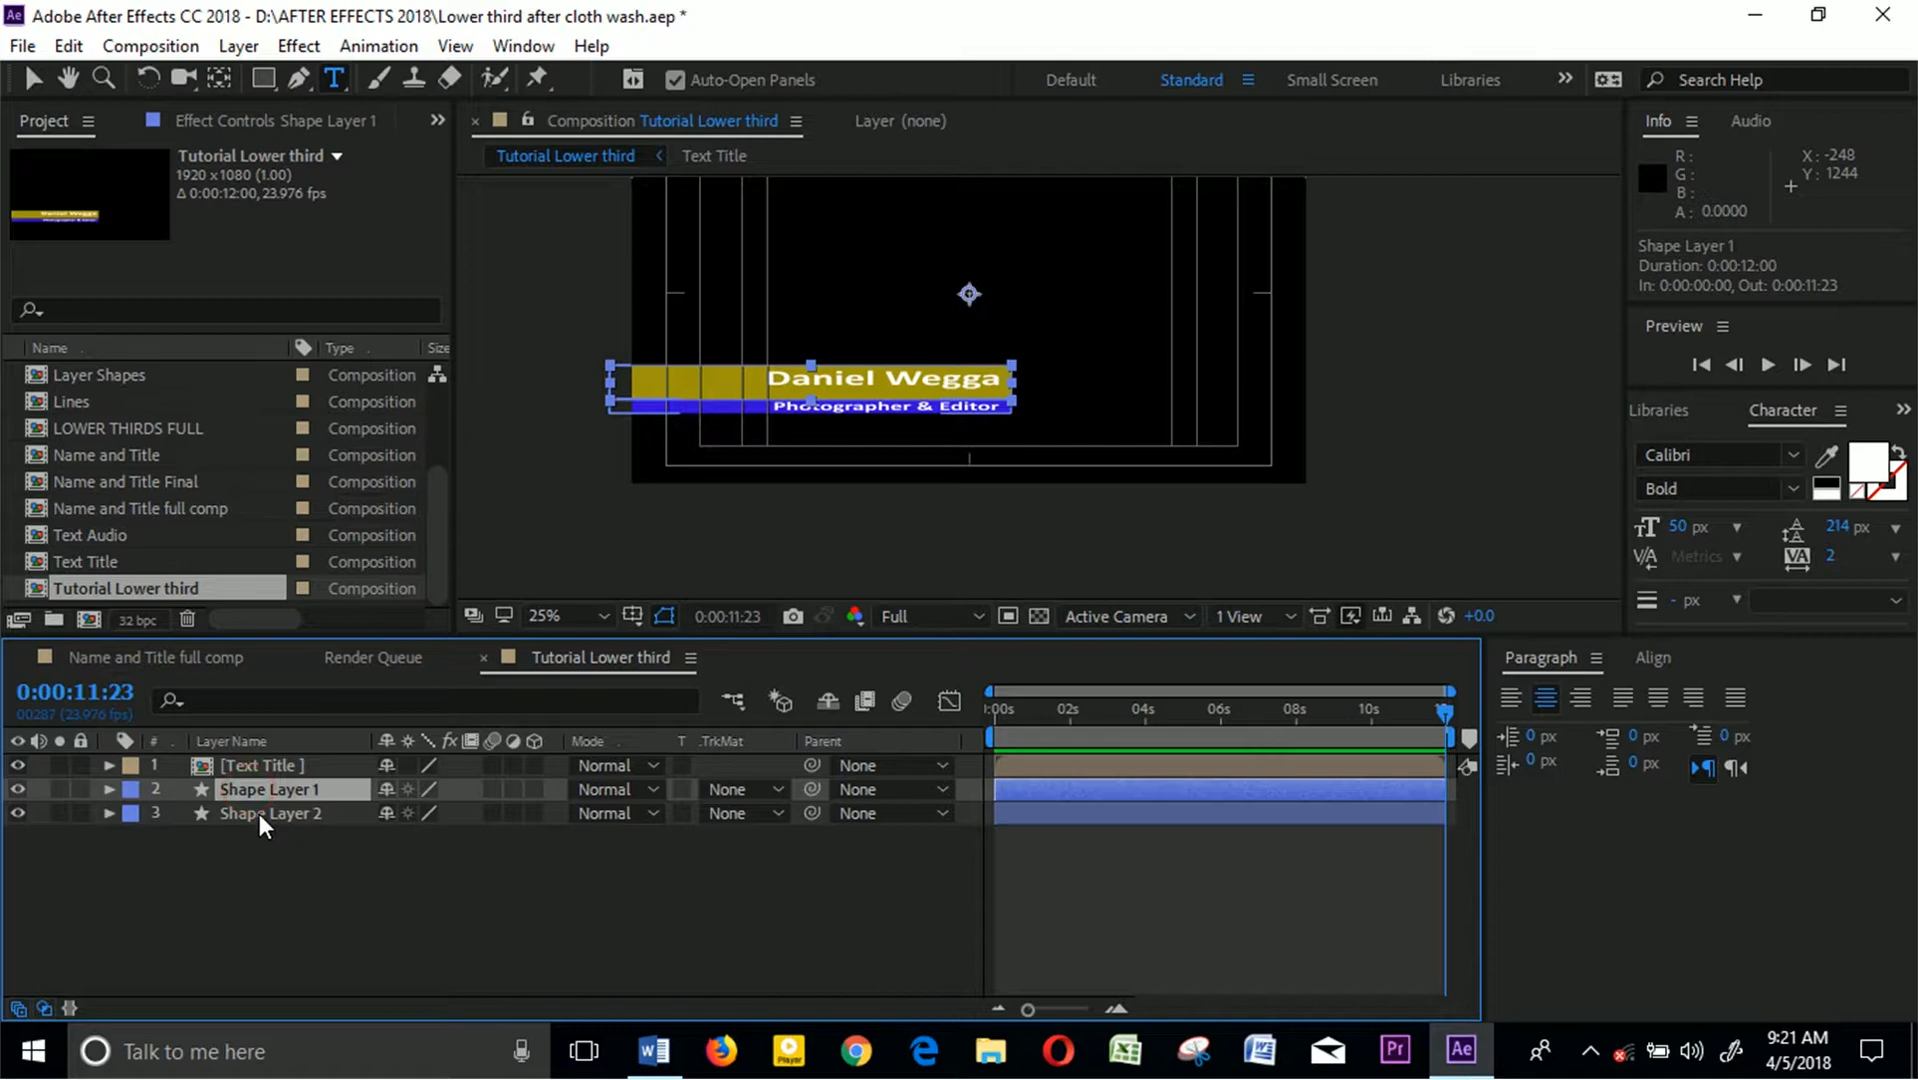 Adobe After Effects CC 2018 - D:\AFTER EFFECTS 2018\Lower third after cloth wash.aep *
File Edit Composition Layer Effect Animation View Window Help
Auto-Open Panels Default Standard Small Screen Libraries Search Help
Project Effect Controls Shape Layer 1 Composition Tutorial Lower third Layer (none) Info Audio
Tutorial Lower third
1920 x 1080 (1.00)
Δ 0:00:12:00, 23.976 fps
Tutorial Lower third Text Title
R :
G :
B :
A : 0.0000
X : -248
Y : 1244
Shape Layer 1
Duration: 0:00:12:00
In: 0:00:00:00, Out: 0:00:11:23
Daniel Wegga
Photographer & Editor
Preview
Name Type Size
Layer Shapes Composition
Lines Composition
LOWER THIRDS FULL Composition
Name and Title Composition
Name and Title Final Composition
Name and Title full comp Composition
Text Audio Composition
Text Title Composition
Tutorial Lower third Composition
Libraries Character
Calibri
Bold
50 px 214 px
Metrics 2
- px
32 bpc
25% 0:00:11:23 Full Active Camera 1 View +0.0
Name and Title full comp Render Queue Tutorial Lower third
Paragraph Align
0:00:11:23
00287 (23.976 fps)
:00s 02s 04s 06s 08s 10s
# Layer Name Mode T .TrkMat Parent
1 [Text Title ] Normal None
2 Shape Layer 1 Normal None None
3 Shape Layer 2 Normal None None
0 px 0 px 0 px
0 px 0 px
Talk to me here
9:21 AM
4/5/2018